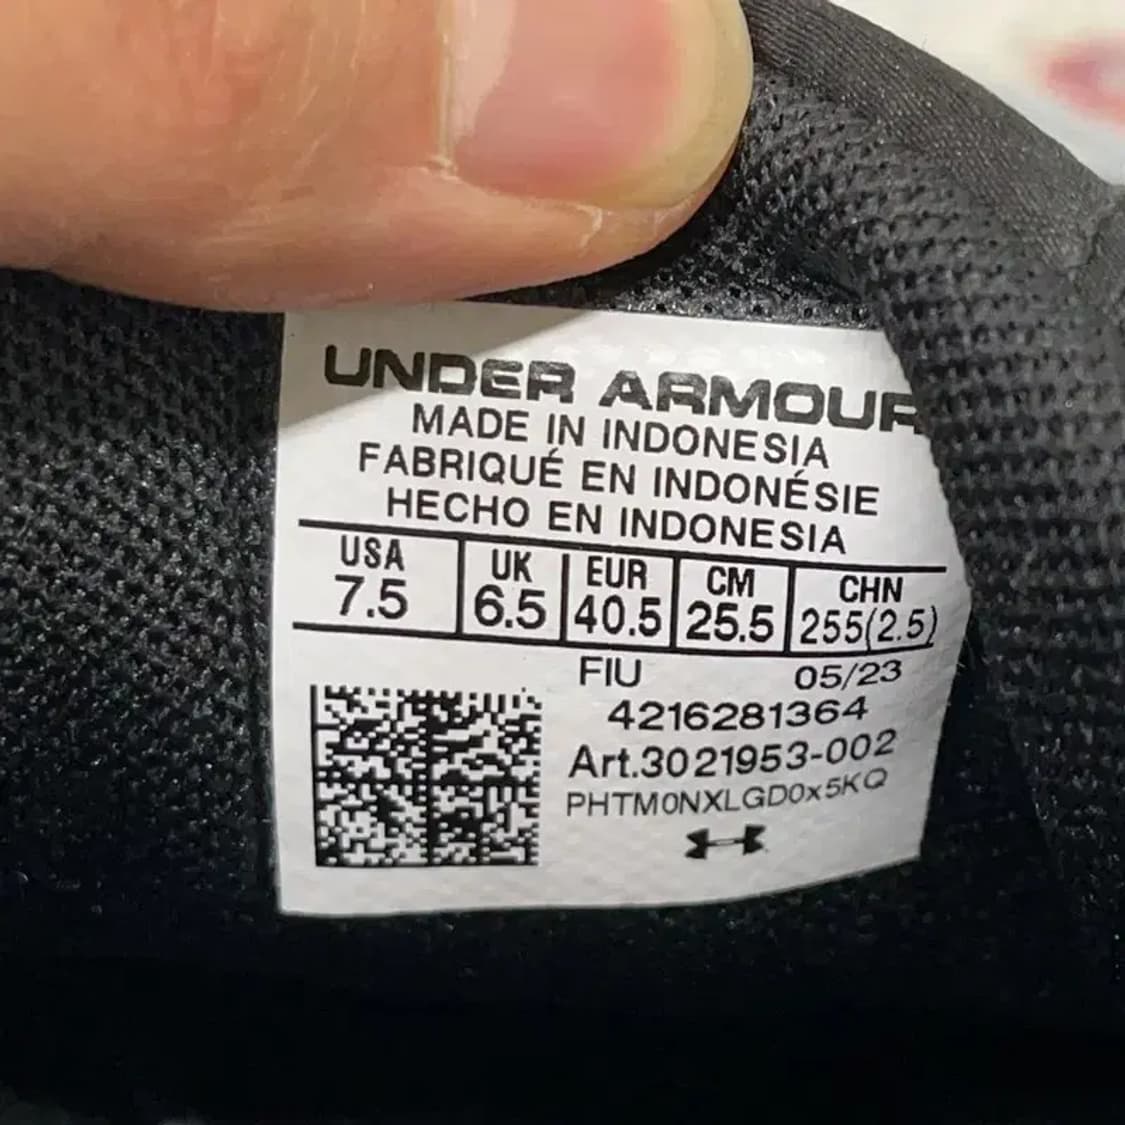 UNDER ARMOUR
MADE IN INDONESIA
FABRIQUÉ EN INDONÉSIE
HECHO EN INDONESIA
USA UK EUR CM CHN
7.5 6.5 40.5 25.5 255(2.5)
FIU 05/23
4216281364
Art.3021953-002
PHTM0NXLGD0x5KQ